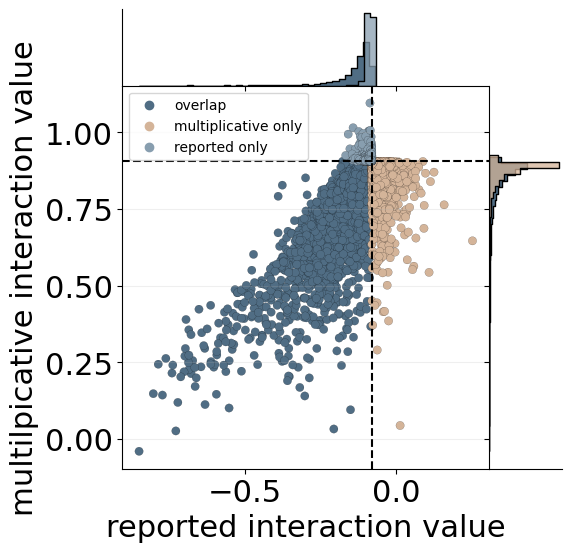 overlap
multiplicative only
reported only
1.00
0.75
0.50
0.25
0.00
−0.5
0.0
multilpicative interaction value
reported interaction value